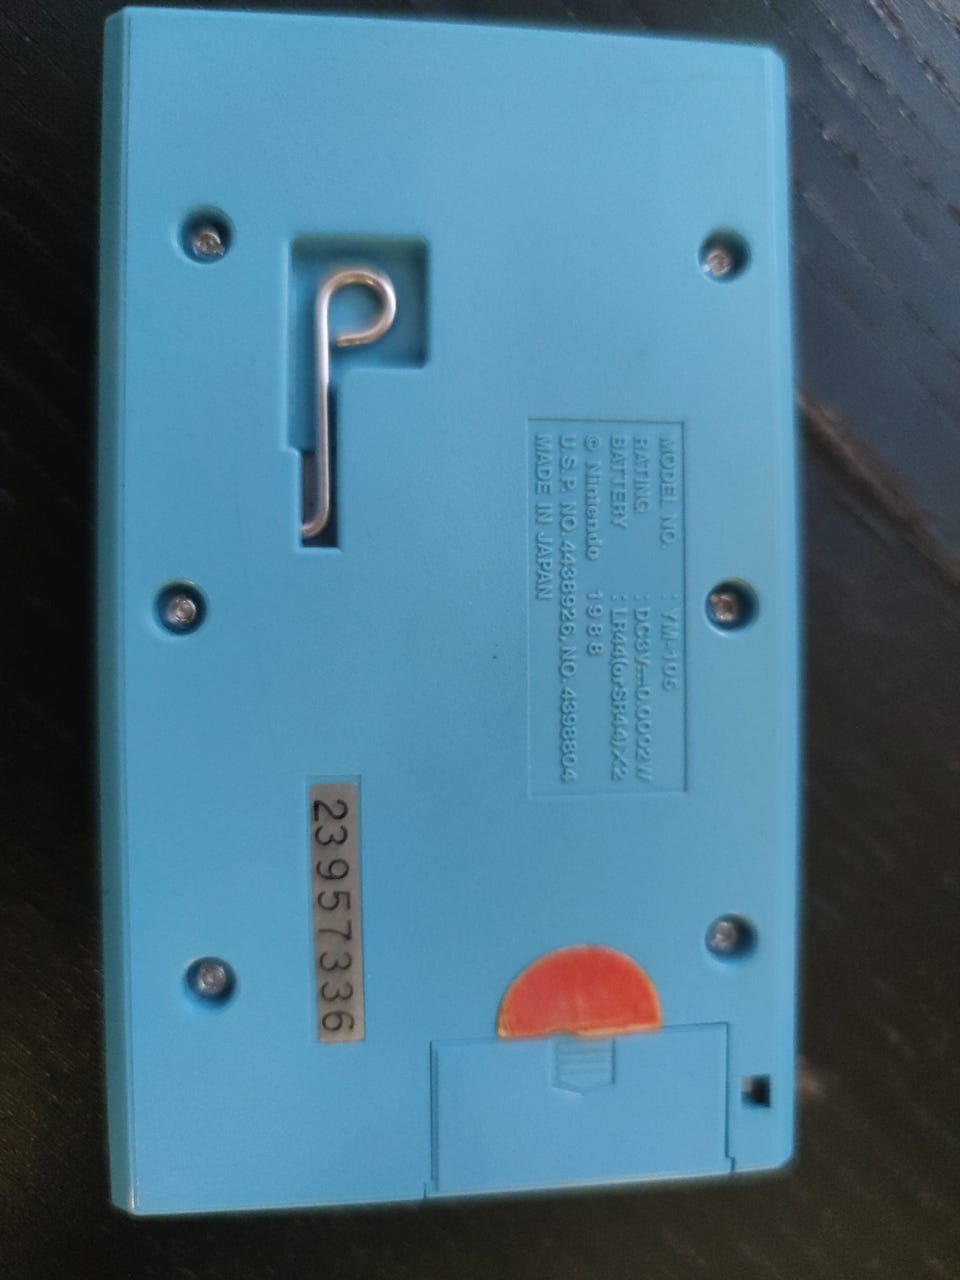 MODEL NO. : YM-105
RATING : DC3V⎓0.0002W
BATTERY : LR44(or SR44)X2
© Nintendo 1988
U.S.P. NO. 4438926, NO. 4398804
MADE IN JAPAN
23957336